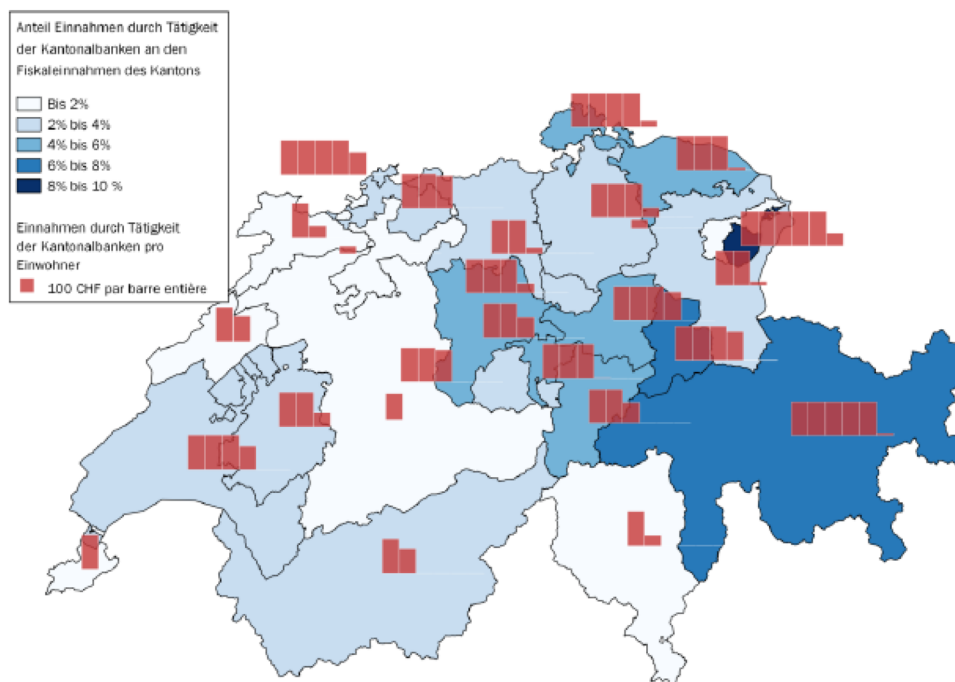 Anteil Einnahmen durch Tätigkeit
der Kantonalbanken an den
Fiskaleinnahmen des Kantons
Bis 2%
2% bis 4%
4% bis 6%
6% bis 8%
8% bis 10 %
Einnahmen durch Tätigkeit
der Kantonalbanken pro
Einwohner
100 CHF par barre entière